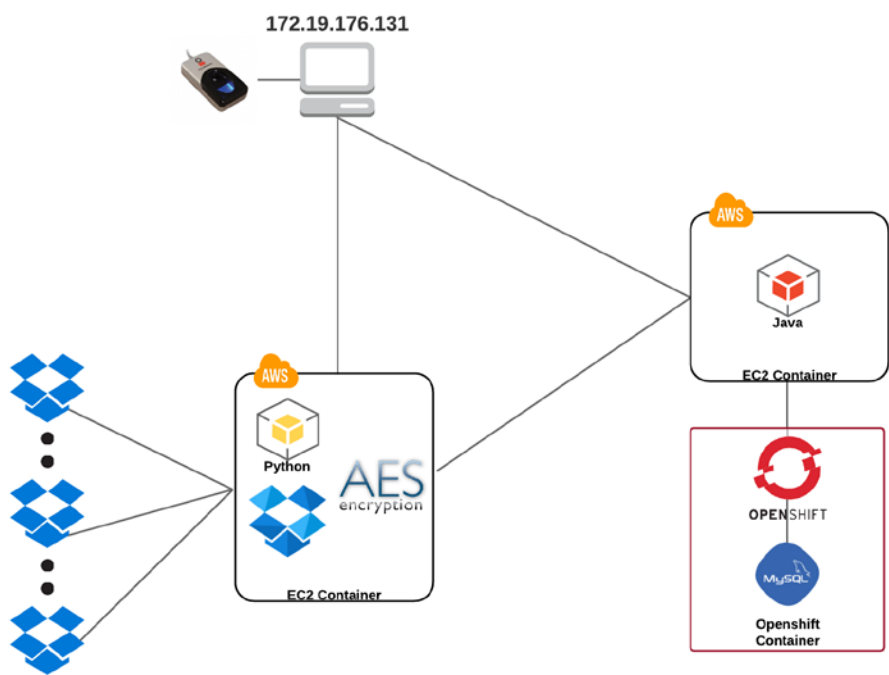 172.19.176.131
AWS
Java
EC2 Container
AWS
Python
AES
encryption
EC2 Container
OPENSHIFT
MySQL
Openshift
Container